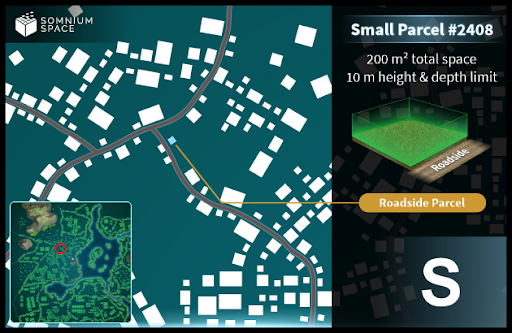 SOMNIUM
SPACE
Small Parcel #2408
200 m² total space
10 m height & depth limit
Roadside
Roadside Parcel
C
S